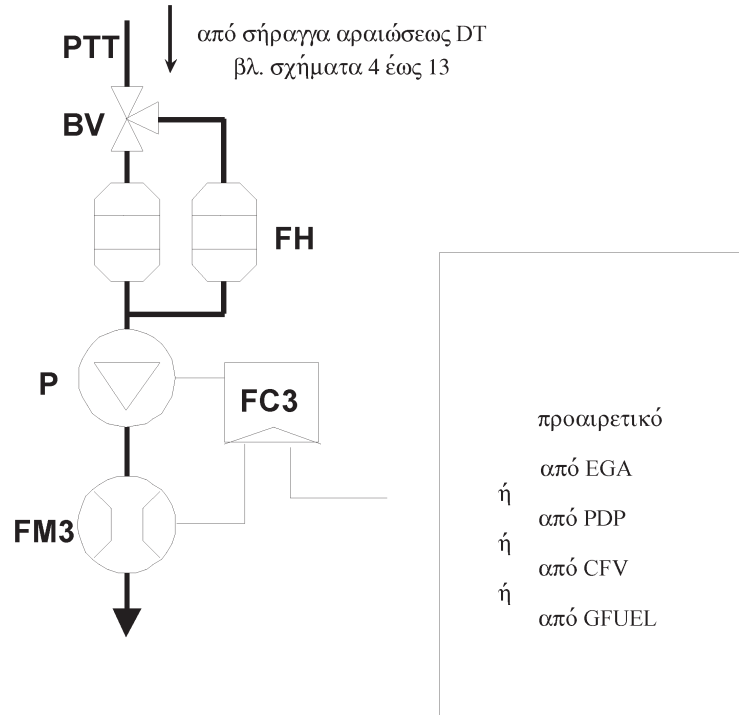 PTT
από σήραγγα αραιώσεως DT
βλ. σχήματα 4 έως 13
BV
FH
P
FC3
FM3
προαιρετικό
από EGA
ή
από PDP
ή
από CFV
ή
από GFUEL